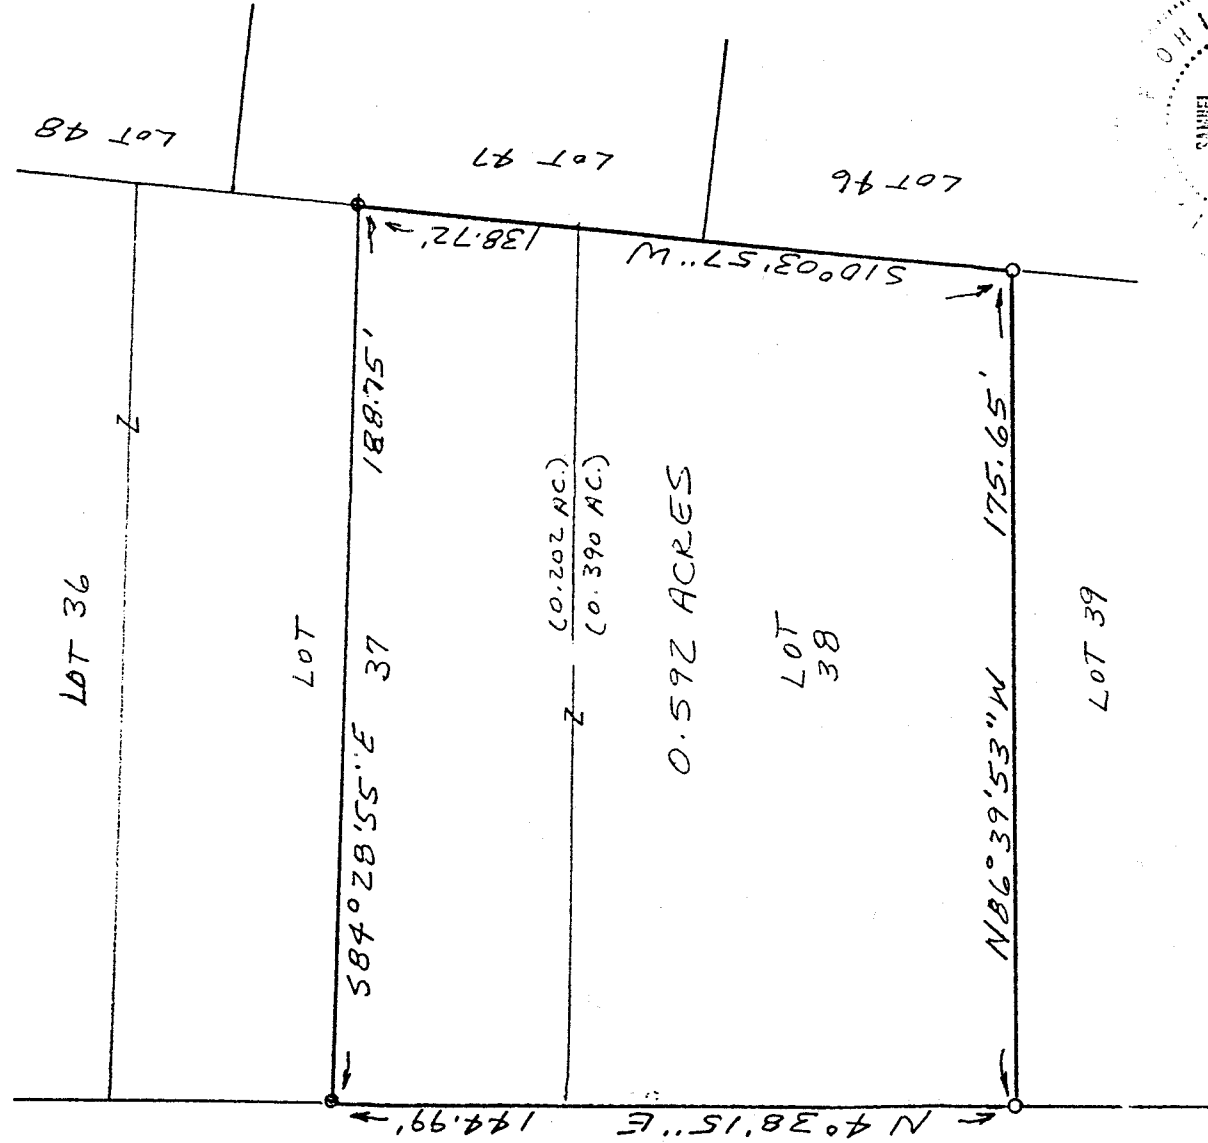 LOT 48
LOT 47
LOT 46
138.72'
S10°03'57"W
188.75'
S84°28'55"E
LOT 36
LOT
37
(0.202 AC.)
(0.390 AC.)
0.592 ACRES
LOT
38
175.65'
N86°39'53"W
LOT 39
144.99'
N4°38'15"E
Z
Z